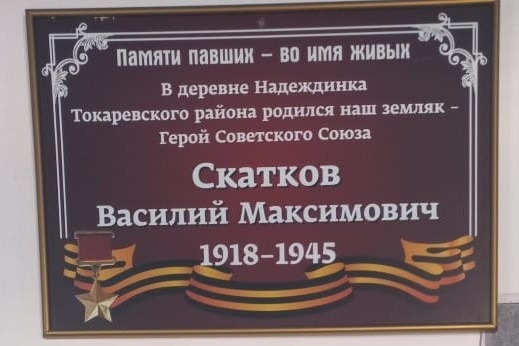 Памяти павших – во имя живых
В деревне Надеждинка
Токаревского района родился наш земляк –
Герой Советского Союза
Скатков
Василий Максимович
1918–1945